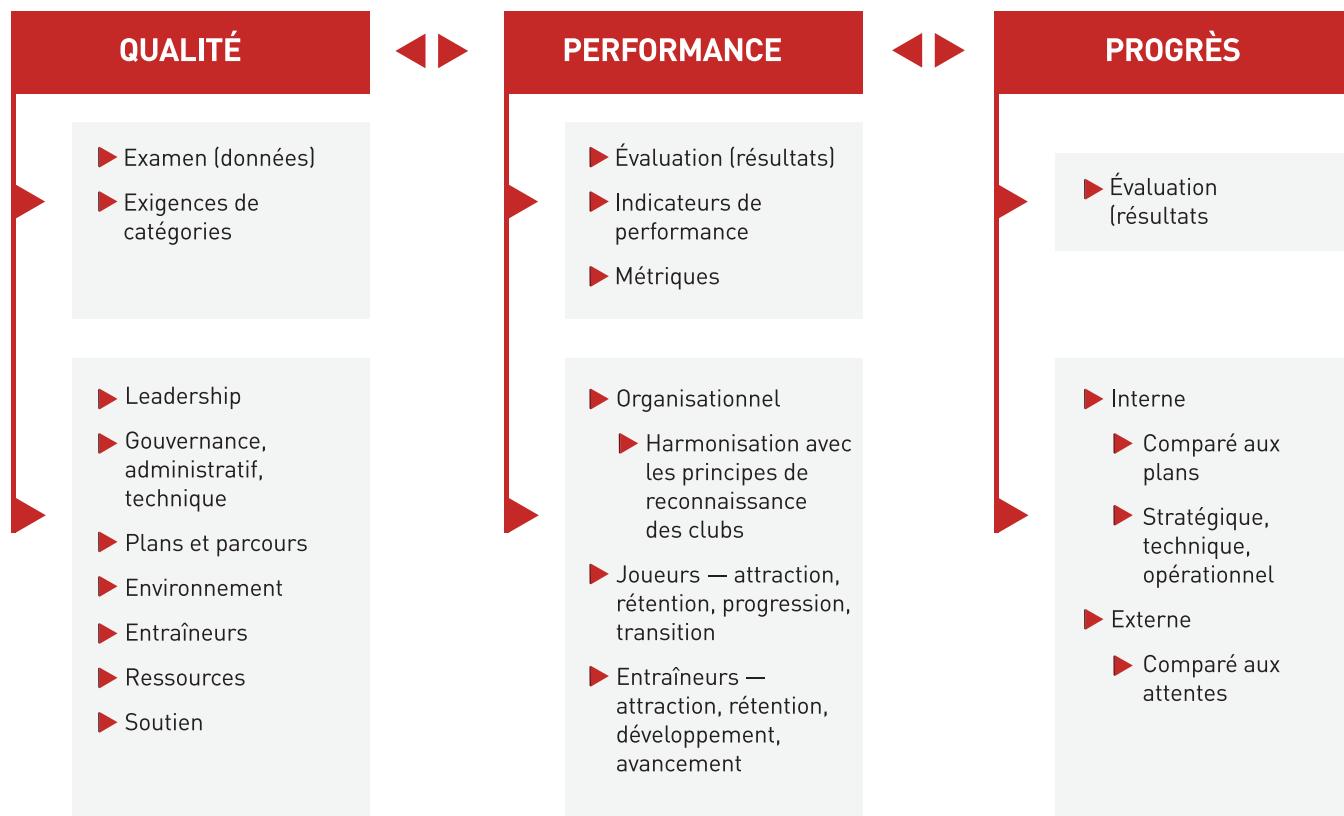 QUALITÉ
Examen (données)
Exigences de
catégories
Leadership
Gouvernance,
administratif,
technique
Plans et parcours
Environnement
Entraîneurs
Ressources
Soutien
PERFORMANCE
Évaluation (résultats)
Indicateurs de
performance
Métriques
Organisationnel
Harmonisation avec
les principes de
reconnaissance
des clubs
Joueurs — attraction,
rétention, progression,
transition
Entraîneurs —
attraction, rétention,
développement,
avancement
PROGRÈS
Évaluation
(résultats
Interne
Comparé aux
plans
Stratégique,
technique,
opérationnel
Externe
Comparé aux
attentes